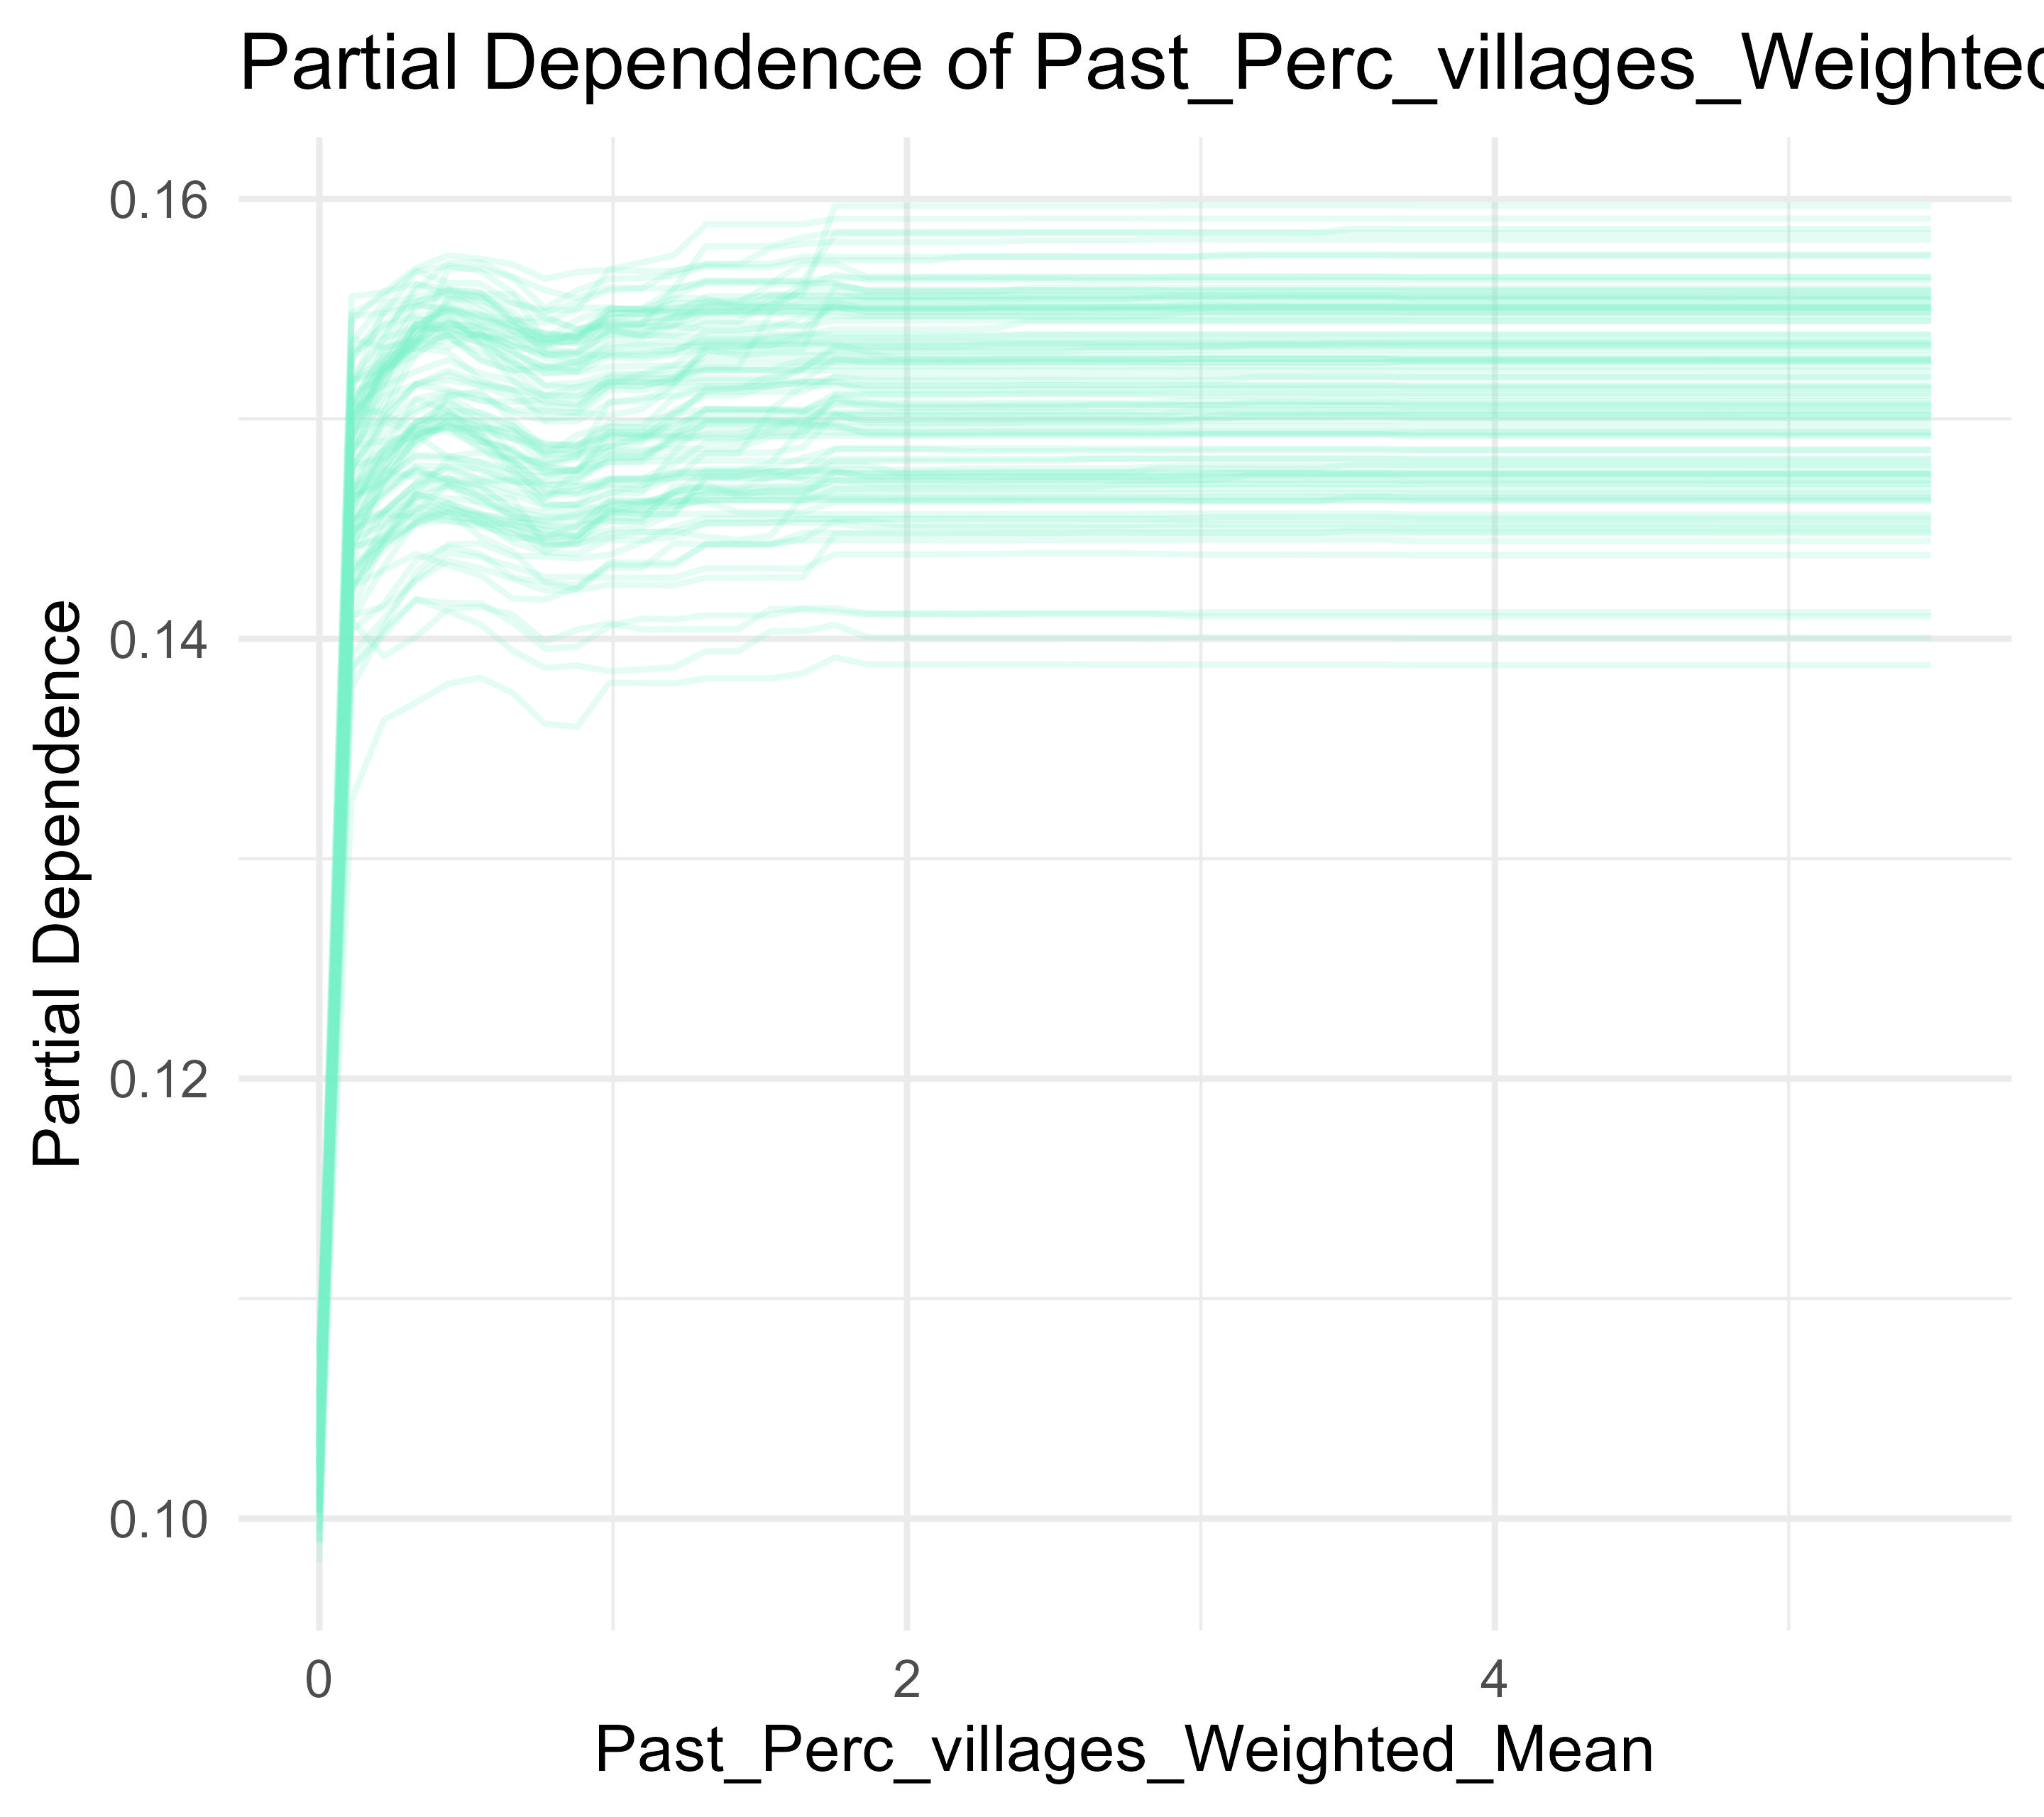 Partial Dependence of Past_Perc_villages_Weighted
0.16
0.14
0.12
0.10
Partial Dependence
0
2
4
Past_Perc_villages_Weighted_Mean